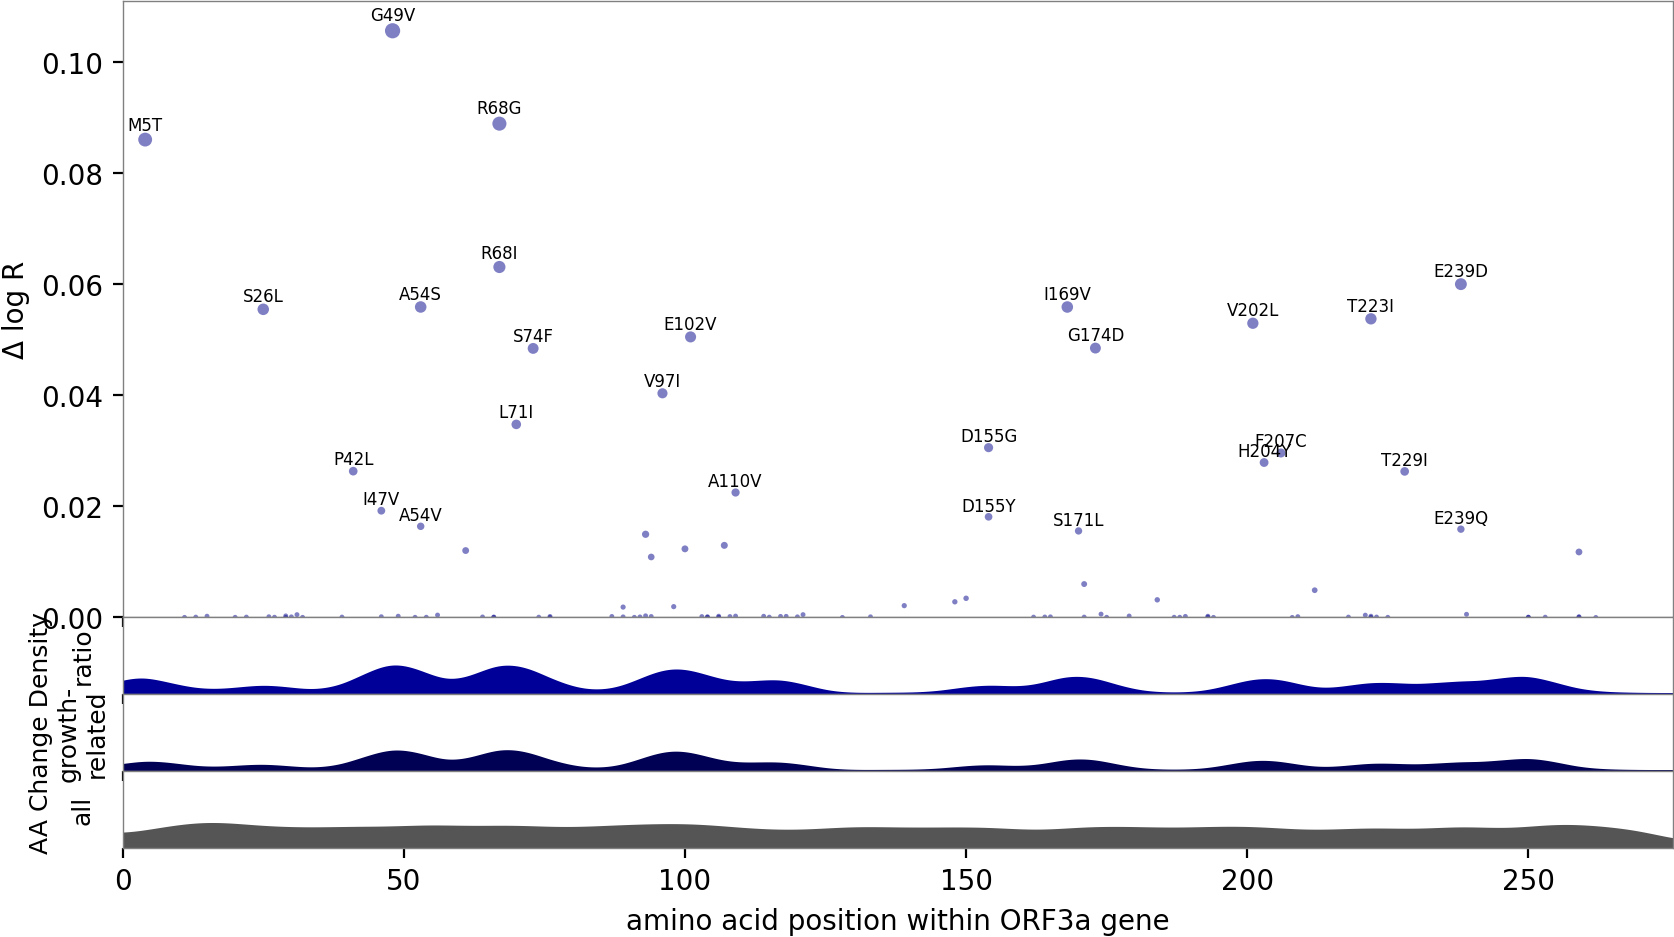 G49V
0.10
R68G
M5T
0.08
R68I
E239D
0.06
S26L
A54S
I169V
T223I
V202L
E102V
S74F
G174D
V97I
0.04
L71I
D155G
F207C
H204Y
P42L
T229I
A110V
I47V
D155Y
A54V
0.02
S171L
E239Q
0.00
Δ log R
AA Change Density
ratio
growth-
related
all
0
50
100
150
200
250
amino acid position within ORF3a gene